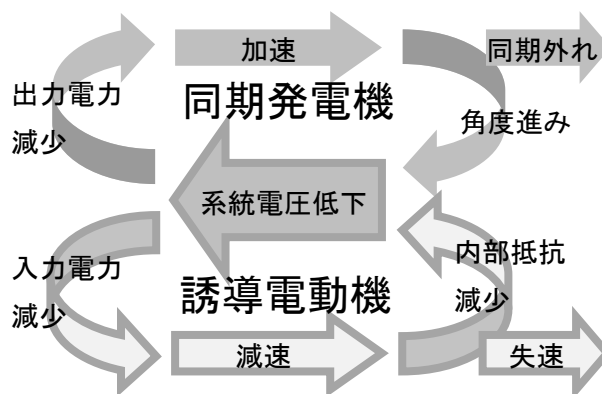 加速
同期外れ
出力電力
減少
同期発電機
角度進み
系統電圧低下
入力電力
減少
誘導電動機
内部抵抗
減少
減速
失速